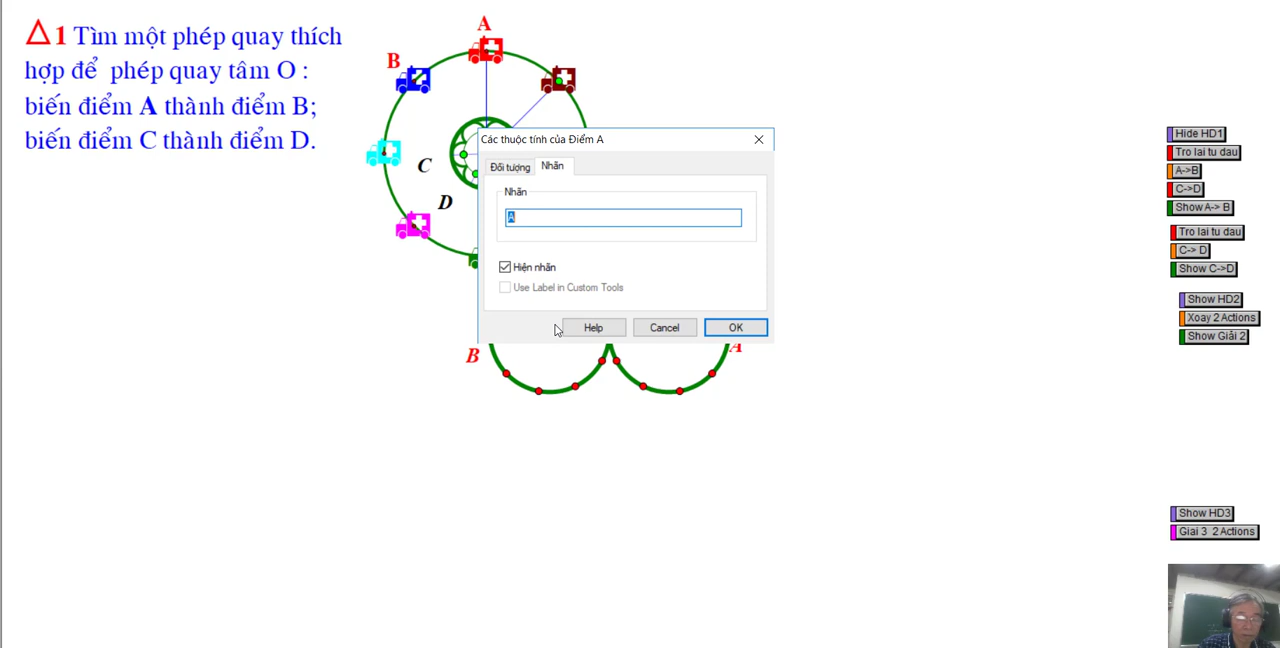 △1 Tìm một phép quay thích
hợp để phép quay tâm O :
biến điểm A thành điểm B;
biến điểm C thành điểm D.
A
B
C
D
Các thuộc tính của Điểm A
Đối tượng
Nhãn
Nhãn
A
Hiện nhãn
Use Label in Custom Tools
Help
Cancel
OK
B
A
Hide HD1
Tro lai tu dau
A->B
C->D
Show A-> B
Tro lai tu dau
C-> D
Show C->D
Show HD2
Xoay 2 Actions
Show Giải 2
Show HD3
Giai 3 2 Actions